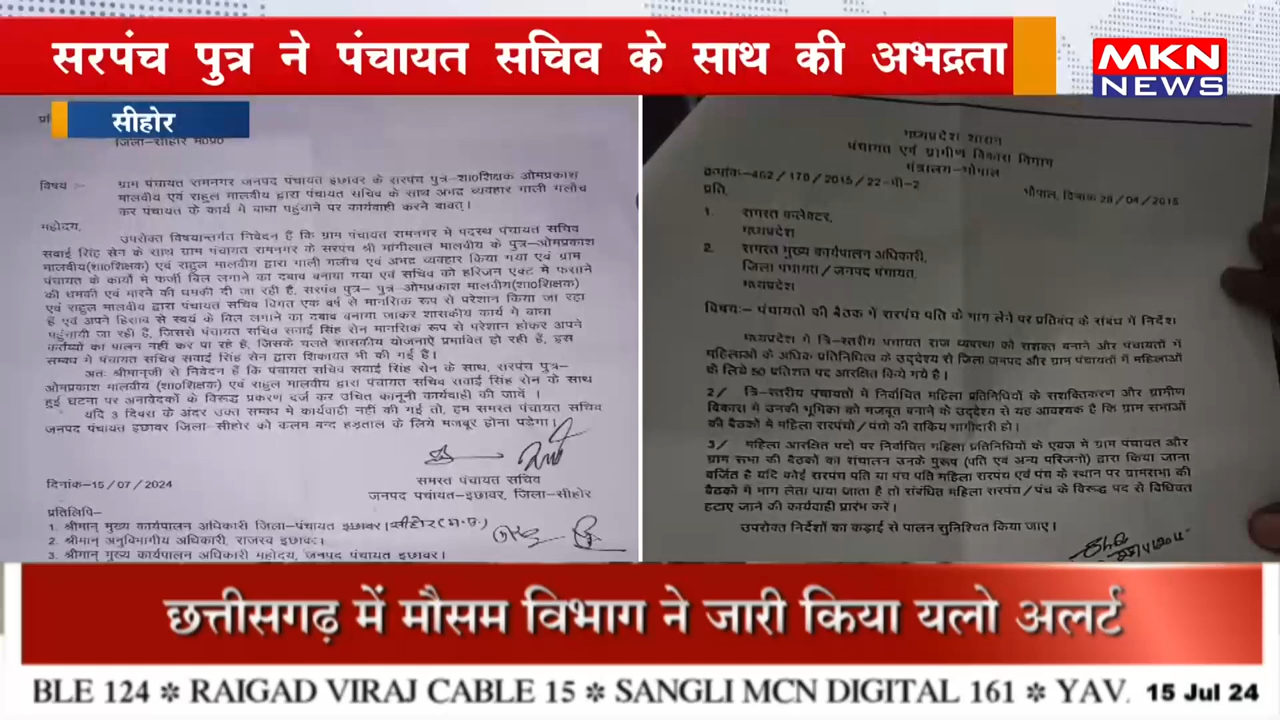 सरपंच पुत्र ने पंचायत सचिव के साथ की अभद्रता
MKN
NEWS
सीहोर
जिला-सीहोर म०प्र०
विषय :- ग्राम पंचायत रामनगर जनपद पंचायत इछावर के सरपंच पुत्र-शा०शिक्षक ओमप्रकाश
मालवीय एवं राहुल मालवीय द्वारा पंचायत सचिव के साथ अभद्र व्यवहार गाली गलौच
कर पंचायत के कार्य मे बाधा पहुंचाने पर कार्यवाही करने बावत्।
महोदय,
उपरोक्त विषयान्तर्गत निवेदन हैं कि ग्राम पंचायत रामनगर में पदस्थ पंचायत सचिव
सवाई सिंह सेन के साथ ग्राम पंचायत रामनगर के सरपंच श्री मांगीलाल मालवीय के पुत्र-ओमप्रकाश
मालवीय(शा०शिक्षक) एवं राहुल मालवीय द्वारा गाली गलौच एवं अभद्र व्यवहार किया गया एवं ग्राम
पंचायत के कार्यो मे फर्जी बिल लगाने का दबाव बनाया गया एवं सचिव को हरिजन एक्ट मे फसाने
की धमकी एवं मारने की धमकी दी जा रही हैं, सरपंच पुत्र- पुत्र-ओमप्रकाश मालवीय(शा०शिक्षक)
एवं राहुल मालवीय द्वारा पंचायत सचिव विगत एक वर्ष से मानसिक रूप से परेशान किया जा रहा
हैं एवं अपने हिसाब से स्वयं के बिल लगाने का दबाव बनाया जाकर शासकीय कार्य मे बाधा
पहुंचायी जा रही हैं, जिससे पंचायत सचिव सवाई सिंह सेन मानसिक रूप से परेशान होकर अपने
कर्तव्यों का पालन नहीं कर पा रहे है, जिसके चलते शासकीय योजनाऐं प्रभावित हो रही हैं, इस
सम्बध मे पंचायत सचिव सवाई सिंह सेन द्वारा शिकायत भी की गई हैं।
अतः श्रीमानजी से निवेदन हैं कि पंचायत सचिव सवाई सिंह सेन के साथ, सरपंच पुत्र-
ओमप्रकाश मालवीय(शा०शिक्षक) एवं राहुल मालवीय द्वारा पंचायत सचिव सवाई सिंह सेन के साथ
हुई घटना पर अनावेदकों के विरूद्ध प्रकरण दर्ज कर उचित कानूनी कार्यवाही की जावें ।
यदि 3 दिवस के अंदर उक्त सम्बध मे कार्यवाही नहीं की गई तो, हम समस्त पंचायत सचिव
जनपद पंचायत इछावर जिला-सीहोर को कलम बन्द हड़ताल के लिये मजबूर होना पड़ेगा।
समस्त पंचायत सचिव
दिनांक-15/07/2024
जनपद पंचांयत-इछावर, जिला-सीहोर
प्रतिलिपि-
1. श्रीमान् मुख्य कार्यपालन अधिकारी जिला-पंचायत इछावर। सीहोर(म.प्र.)
2. श्रीमान् अनुविभागीय अधिकारी, राजस्व इछावर।
3. श्रीमान् मुख्य कार्यपालन अधिकारी महोदय, जनपद पंचायत इछावर।
मध्यप्रदेश शासन
पंचायत एवं ग्रामीण विकास विभाग
मंत्रालय-भोपाल
क्रमांक-462/170/2015/22-पं-2
भोपाल, दिनांक 28/04/2015
प्रति,
1. समस्त कलेक्टर,
मध्यप्रदेश
2. समस्त मुख्य कार्यपालन अधिकारी,
जिला पंचायत/जनपद पंचायत,
मध्यप्रदेश
विषयः- पंचायतों की बैठक में सरपंच पति के भाग लेने पर प्रतिबंध के संबंध में निर्देश
मध्यप्रदेश में त्रि-स्तरीय पंचायत राज व्यवस्था को सशक्त बनाने और पंचायतों में
महिलाओं के अधिक प्रतिनिधित्व के उद्देश्य से जिला जनपद और ग्राम पंचायतों में महिलाओं
के लिये 50 प्रतिशत पद आरक्षित किये गये है।
2/ त्रि-स्तरीय पंचायतों में निर्वाचित महिला प्रतिनिधियों के सशक्तिकरण और ग्रामीण
विकास में उनकी भूमिका को मजबूत बनाने के उद्देश्य से यह आवश्यक है कि ग्राम सभाओं
की बैठकों मे महिला सरपंचों/पंचो की सक्रिय भागीदारी हो।
3/ महिला आरक्षित पदो पर निर्वाचित महिला प्रतिनिधियों के एवज में ग्राम पंचायत और
ग्राम सभा की बैठकों का संचालन उनके पुरूष (पति एवं अन्य परिजनों) द्वारा किया जाना
वर्जित है यदि कोई सरपंच पति या पंच पति महिला सरपंच एवं पंच के स्थान पर ग्रामसभा की
बैठकों में भाग लेता पाया जाता है तो संबंधित महिला सरपंच/पंच के विरूद्ध पद से विधिवत
हटाए जाने की कार्यवाही प्रारंभ करें।
उपरोक्त निर्देशों का कड़ाई से पालन सुनिश्चित किया जाए।
छत्तीसगढ़ में मौसम विभाग ने जारी किया यलो अलर्ट
BLE 124 ✲ RAIGAD VIRAJ CABLE 15 ✲ SANGLI MCN DIGITAL 161 ✲ YAV
15 Jul 24